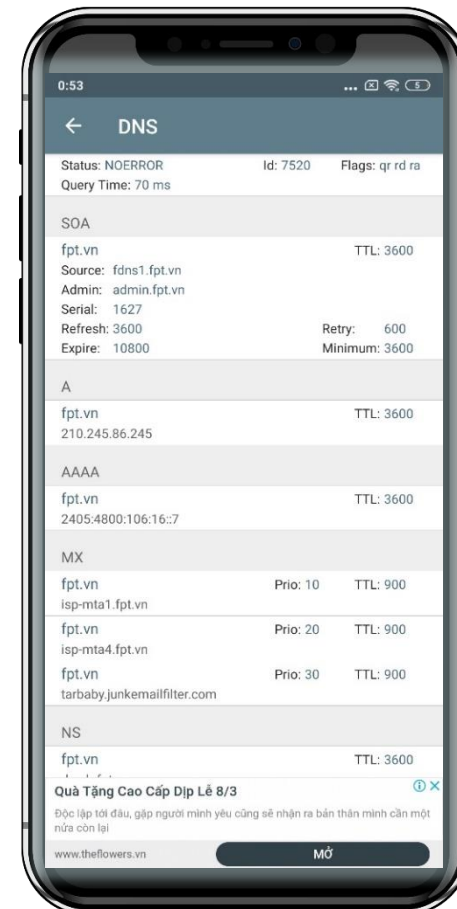 0:53
... 5
← DNS
Status: NOERROR Id: 7520 Flags: qr rd ra
Query Time: 70 ms
SOA
fpt.vn TTL: 3600
Source: fdns1.fpt.vn
Admin: admin.fpt.vn
Serial: 1627
Refresh: 3600 Retry: 600
Expire: 10800 Minimum: 3600
A
fpt.vn TTL: 3600
210.245.86.245
AAAA
fpt.vn TTL: 3600
2405:4800:106:16::7
MX
fpt.vn Prio: 10 TTL: 900
isp-mta1.fpt.vn
fpt.vn Prio: 20 TTL: 900
isp-mta4.fpt.vn
fpt.vn Prio: 30 TTL: 900
tarbaby.junkemailfilter.com
NS
fpt.vn TTL: 3600
Quà Tặng Cao Cấp Dịp Lễ 8/3
Độc lập tới đâu, gặp người mình yêu cũng sẽ nhận ra bản thân mình cần một
nửa còn lại
www.theflowers.vn MỞ